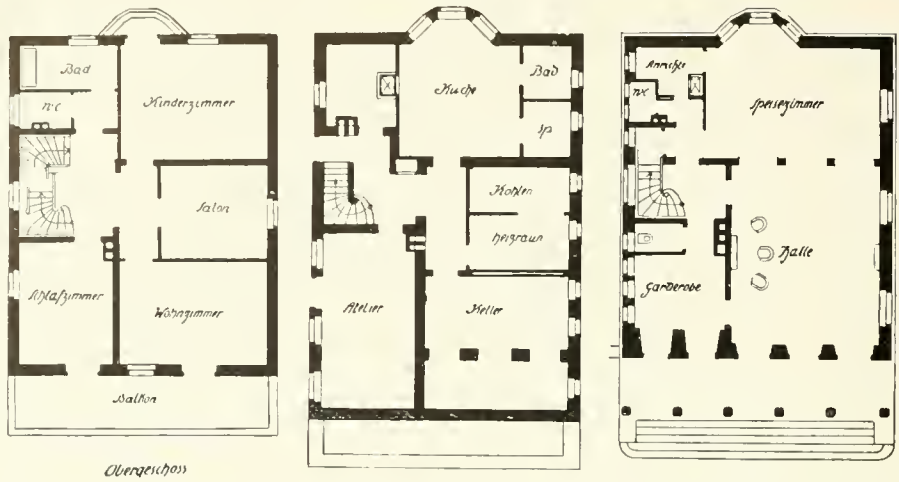 Bad
WC
Kinderzimmer
Salon
Schlafzimmer
Wohnzimmer
Balkon
Obergeschoss
Küche
Bad
Sp
Kohlen
Heizraum
Atelier
Keller
Anrichte
WC
Speisezimmer
Halle
Garderobe